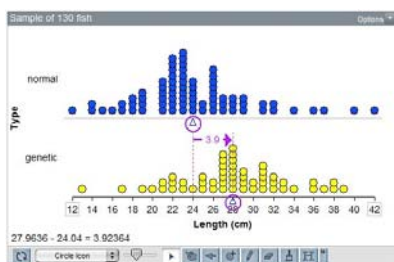 Sample of 130 fish
Options
normal
Type
3.9
genetic
12 14 16 18 20 22 24 26 28 30 32 34 36 38 40 42
Length (cm)
27.9636 - 24.04 = 3.92364
Circle Icon